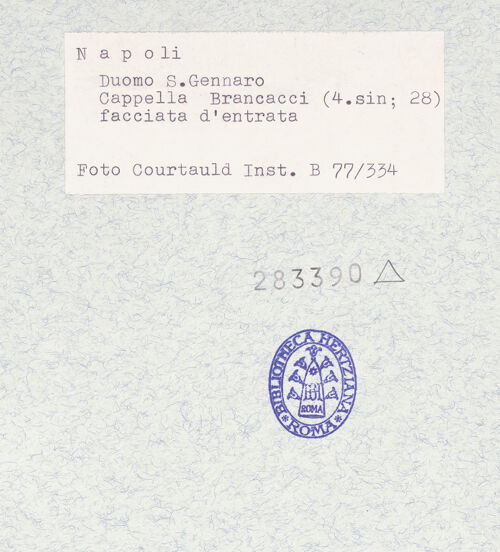 N a p o l i
Duomo S.Gennaro
Cappella Brancacci (4.sin; 28)
facciata d'entrata
Foto Courtauld Inst. B 77/334
283390
BIBLIOTHECA HERTZIANA
ROMA
* ROMA *